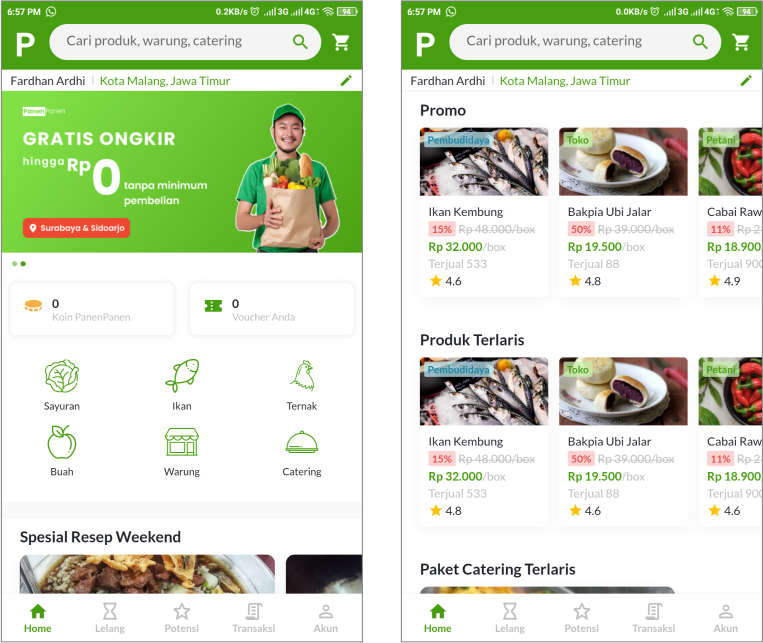 6:57 PM
0.2KB/s 3G 4G 94
P
Cari produk, warung, catering
Fardhan Ardhi | Kota Malang, Jawa Timur
PanenPanen
GRATIS ONGKIR
hingga Rp0
tanpa minimum
pembelian
Surabaya & Sidoarjo
0
Koin PanenPanen
0
Voucher Anda
Sayuran
Ikan
Ternak
Buah
Warung
Catering
Spesial Resep Weekend
Home
Lelang
Potensi
Transaksi
Akun
6:57 PM
0.0KB/s 3G 4G 94
P
Cari produk, warung, catering
Fardhan Ardhi | Kota Malang, Jawa Timur
Promo
Pembudidaya
Ikan Kembung
15% Rp 48.000/box
Rp 32.000/box
Terjual 533
4.6
Toko
Bakpia Ubi Jalar
50% Rp 39.000/box
Rp 19.500/box
Terjual 88
4.8
Petani
Cabai Raw
11% Rp 2
Rp 18.900
Terjual 900
4.9
Produk Terlaris
Pembudidaya
Ikan Kembung
15% Rp 48.000/box
Rp 32.000/box
Terjual 533
4.8
Toko
Bakpia Ubi Jalar
50% Rp 39.000/box
Rp 19.500/box
Terjual 88
4.6
Petani
Cabai Raw
11% Rp 2
Rp 18.900
Terjual 900
4.6
Paket Catering Terlaris
Home
Lelang
Potensi
Transaksi
Akun